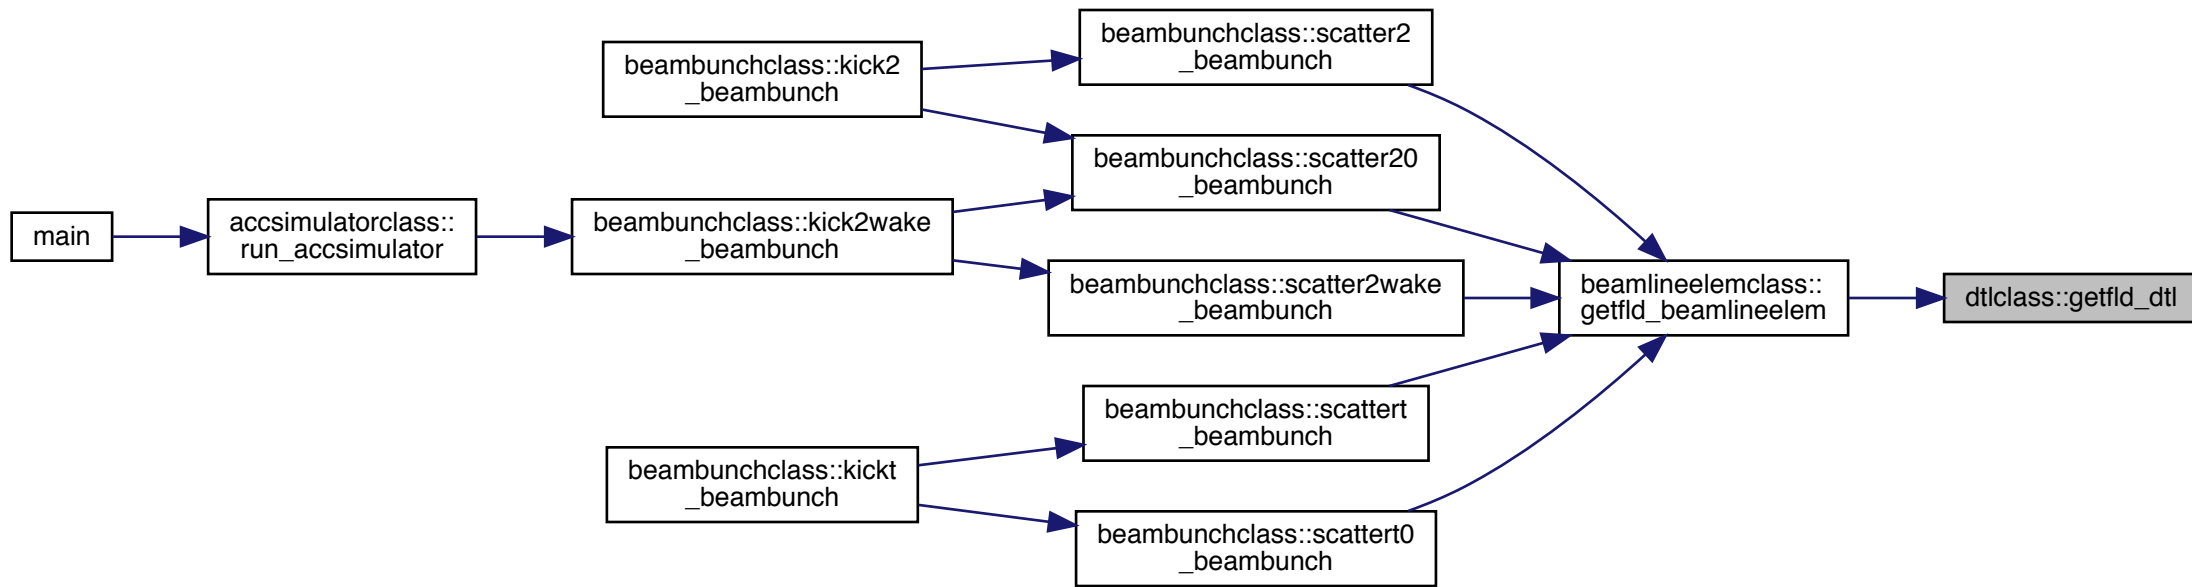 main
accsimulatorclass::
run_accsimulator
beambunchclass::kick2
_beambunch
beambunchclass::kick2wake
_beambunch
beambunchclass::kickt
_beambunch
beambunchclass::scatter2
_beambunch
beambunchclass::scatter20
_beambunch
beambunchclass::scatter2wake
_beambunch
beambunchclass::scattert
_beambunch
beambunchclass::scattert0
_beambunch
beamlineelemclass::
getfld_beamlineelem
dtlclass::getfld_dtl